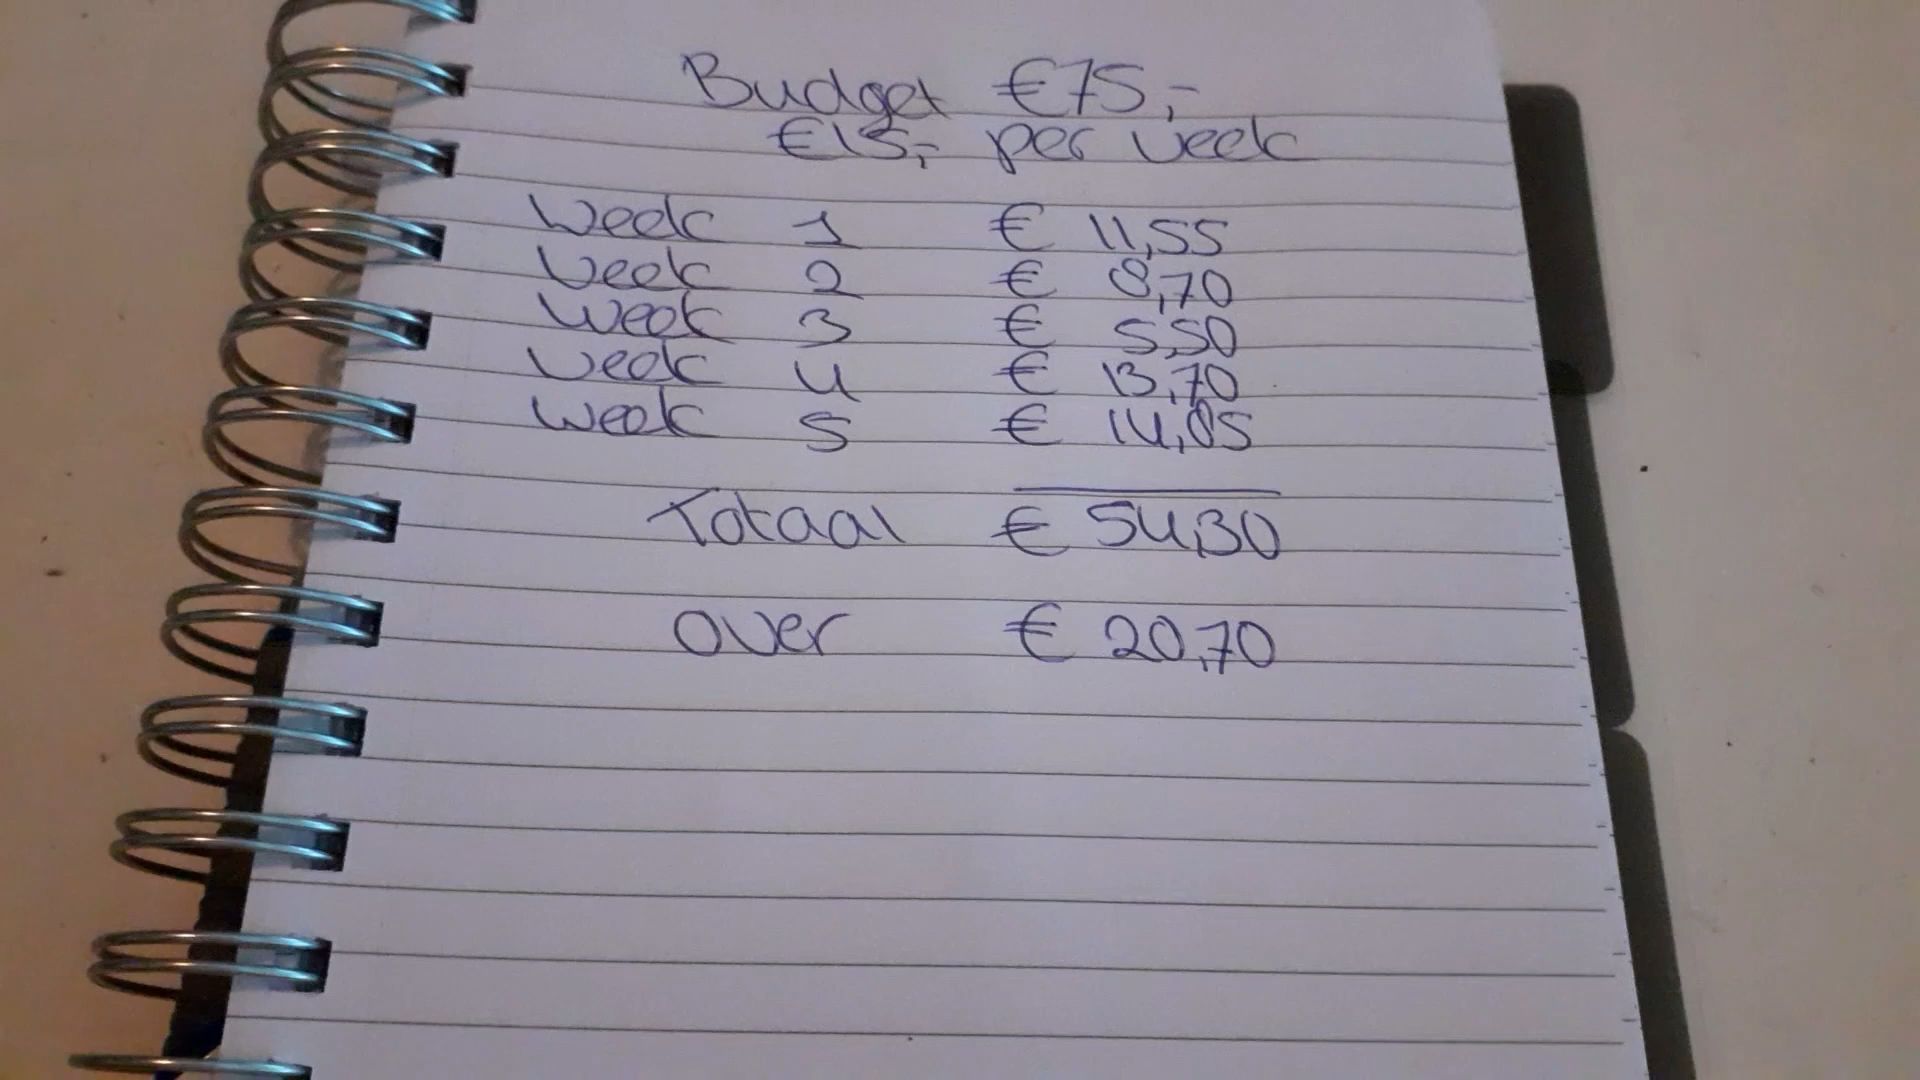 Budget €75,-
€15,- per week
Week 1 € 11,55
Week 2 € 8,70
Week 3 € 5,50
Week 4 € 13,70
Week 5 € 14,85
Totaal € 54,30
Over € 20,70